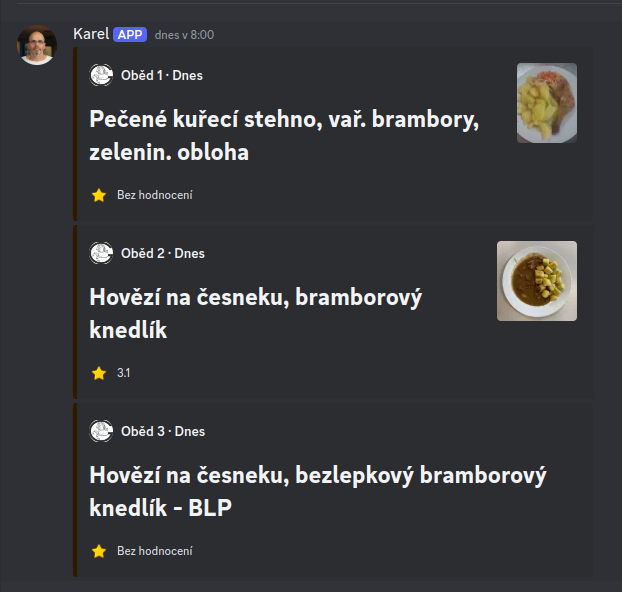 Karel APP dnes v 8:00
Oběd 1 · Dnes
Pečené kuřecí stehno, vař. brambory,
zelenin. obloha
Bez hodnocení
Oběd 2 · Dnes
Hovězí na česneku, bramborový
knedlík
3.1
Oběd 3 · Dnes
Hovězí na česneku, bezlepkový bramborový
knedlík - BLP
Bez hodnocení